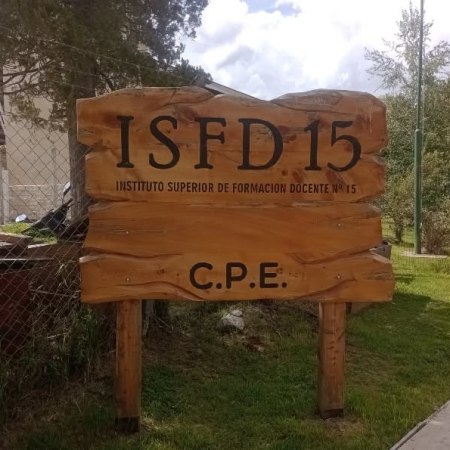 ISFD 15
INSTITUTO SUPERIOR DE FORMACION DOCENTE Nº 15
C.P.E.